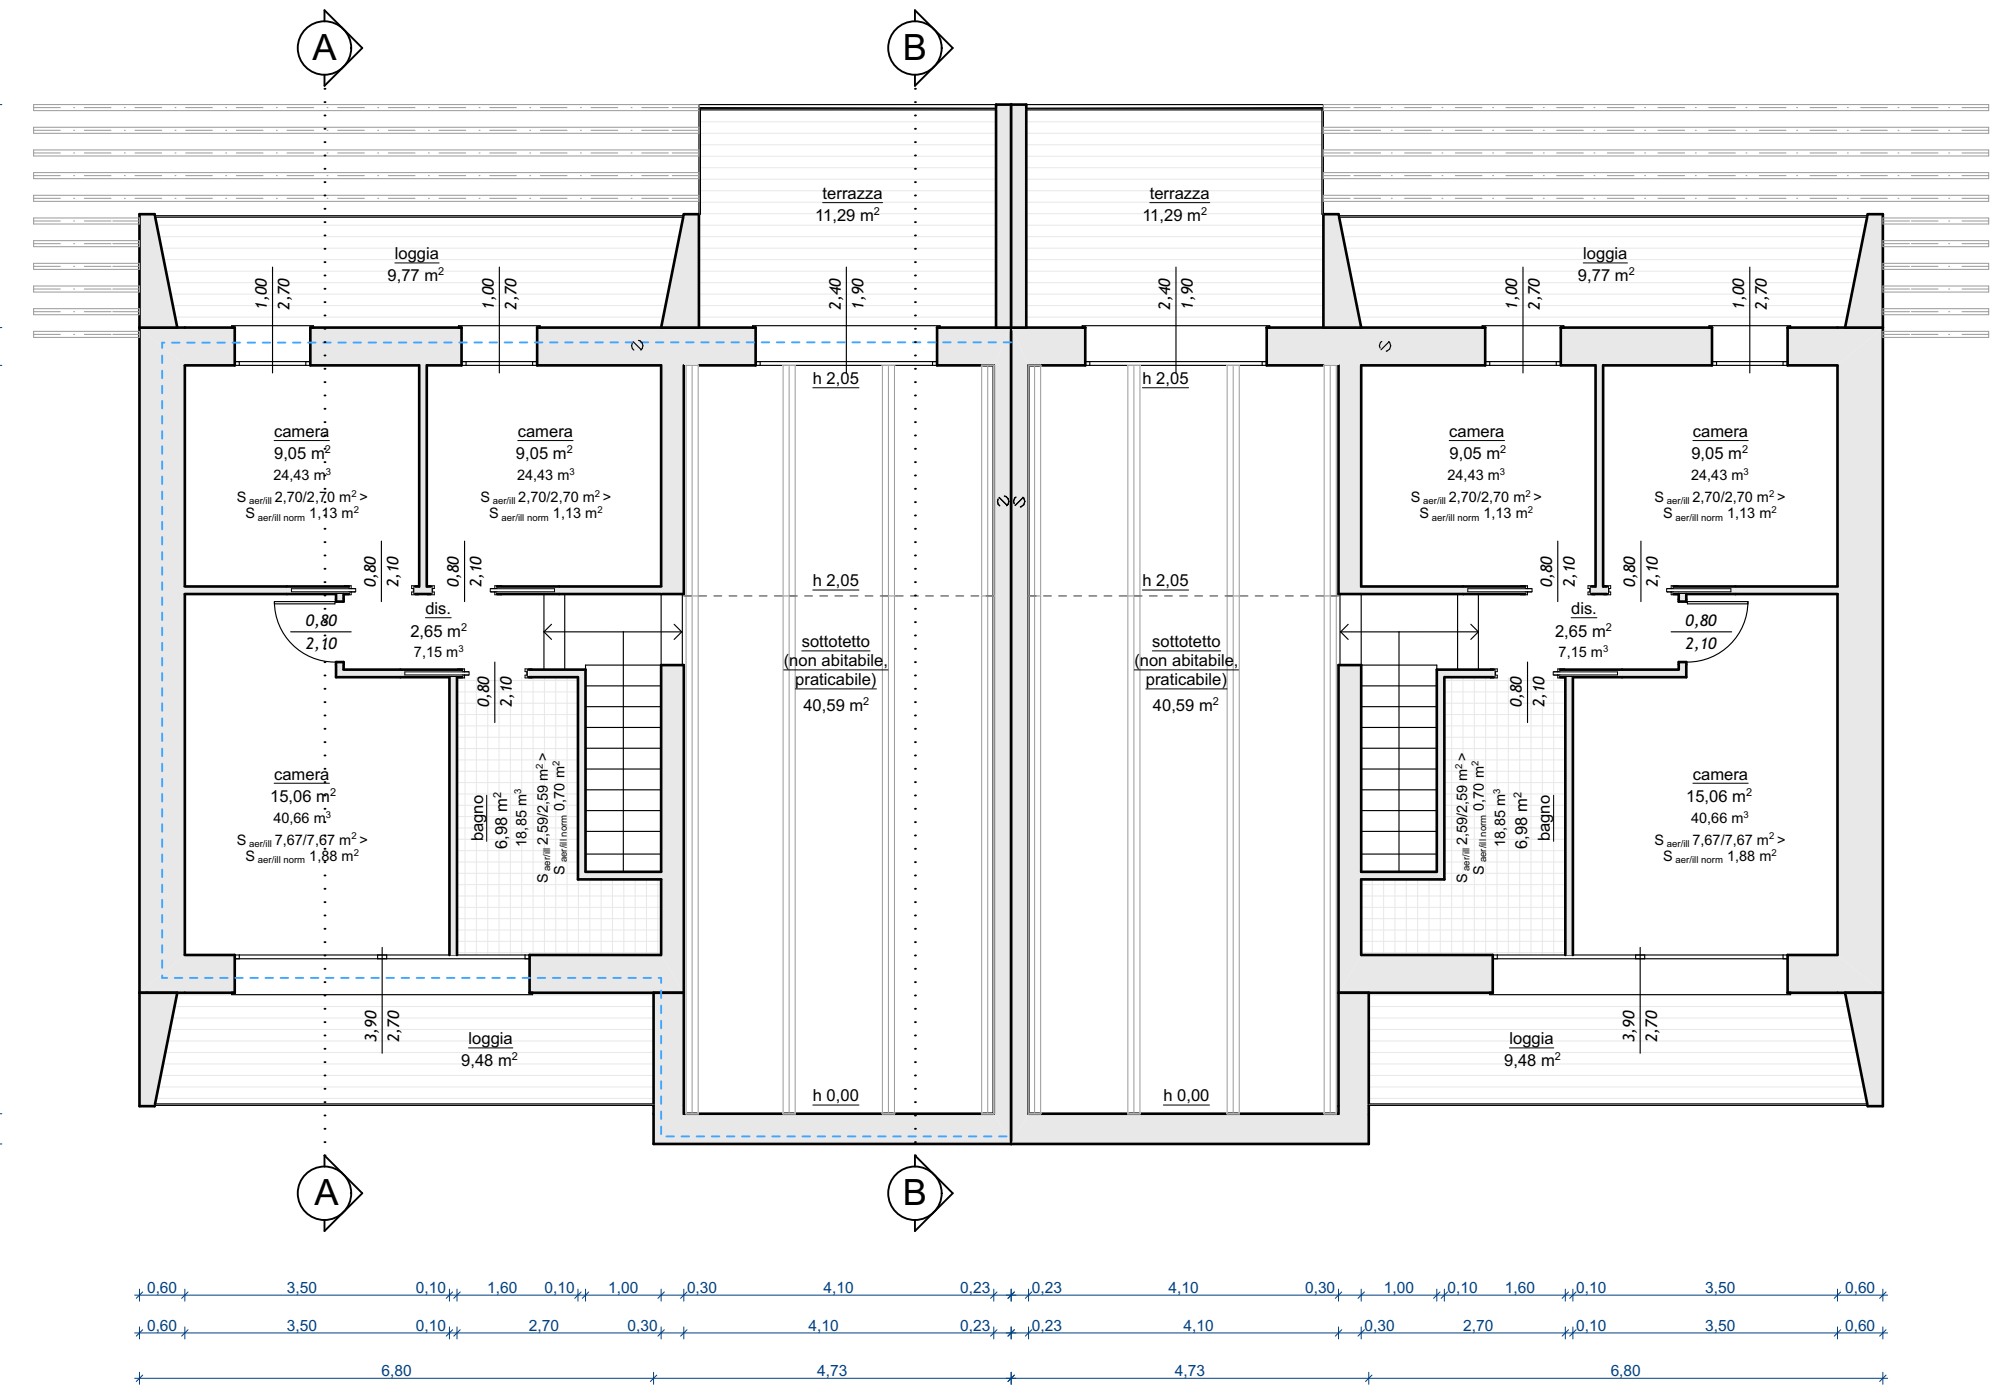 A
B
terrazza
11,29 m²
terrazza
11,29 m²
loggia
9,77 m²
loggia
9,77 m²
1,00
2,70
1,00
2,70
2,40
1,90
2,40
1,90
1,00
2,70
1,00
2,70
2
s
h 2,05
h 2,05
camera
9,05 m²
24,43 m³
S aer/ill 2,70/2,70 m² >
S aer/ill norm 1,13 m²
camera
9,05 m²
24,43 m³
S aer/ill 2,70/2,70 m² >
S aer/ill norm 1,13 m²
camera
9,05 m²
24,43 m³
S aer/ill 2,70/2,70 m² >
S aer/ill norm 1,13 m²
camera
9,05 m²
24,43 m³
S aer/ill 2,70/2,70 m² >
S aer/ill norm 1,13 m²
2
s
0,80
2,10
0,80
2,10
h 2,05
h 2,05
0,80
2,10
0,80
2,10
0,80
2,10
dis.
2,65 m²
7,15 m³
dis.
2,65 m²
7,15 m³
0,80
2,10
sottotetto
(non abitabile,
praticabile)
40,59 m²
sottotetto
(non abitabile,
praticabile)
40,59 m²
0,80
2,10
0,80
2,10
camera
15,06 m²
40,66 m³
S aer/ill 7,67/7,67 m² >
S aer/ill norm 1,88 m²
bagno
6,98 m²
18,85 m³
S aer/ill 2,59/2,59 m² >
S aer/ill norm 0,70 m²
S aer/ill 2,59/2,59 m² >
S aer/ill norm 0,70 m²
18,85 m³
6,98 m²
bagno
camera
15,06 m²
40,66 m³
S aer/ill 7,67/7,67 m² >
S aer/ill norm 1,88 m²
3,90
2,70
loggia
9,48 m²
h 0,00
h 0,00
loggia
9,48 m²
3,90
2,70
A
B
0,60 3,50 0,10 1,60 0,10 1,00 0,30 4,10 0,23 0,23 4,10 0,30 1,00 0,10 1,60 0,10 3,50 0,60
0,60 3,50 0,10 2,70 0,30 4,10 0,23 0,23 4,10 0,30 2,70 0,10 3,50 0,60
6,80 4,73 4,73 6,80